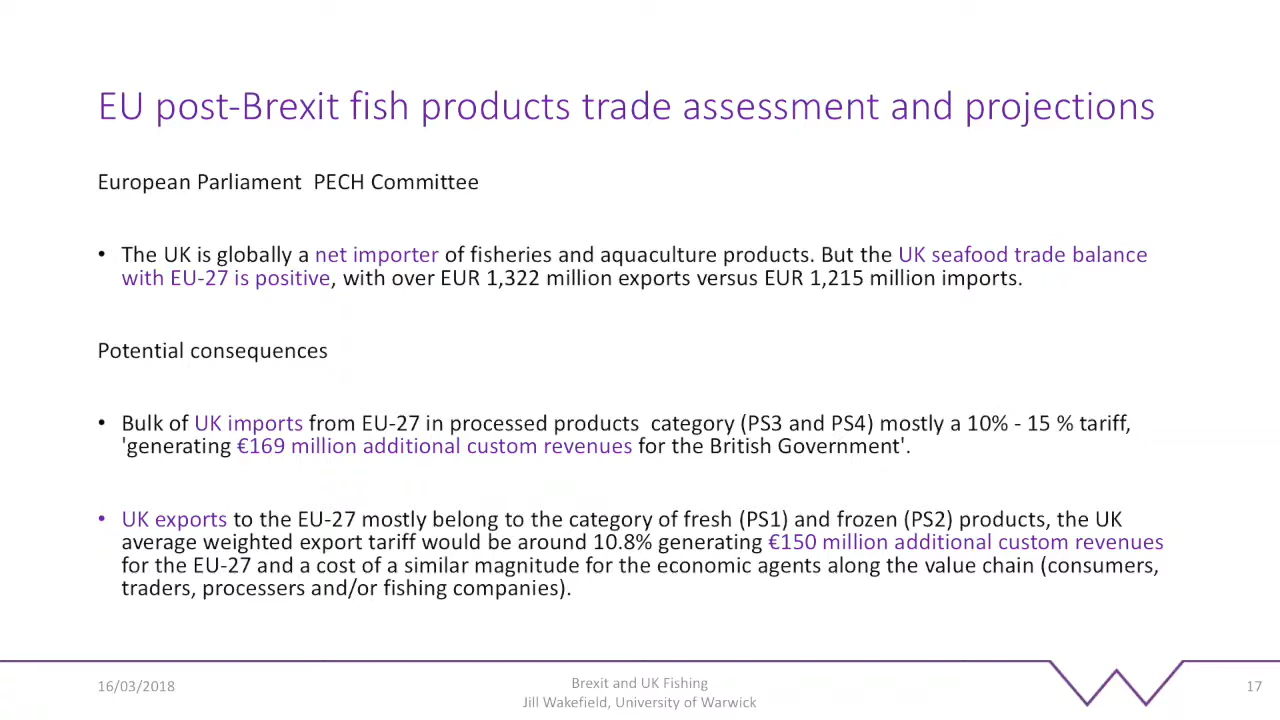 EU post-Brexit fish products trade assessment and projections
European Parliament  PECH Committee
• The UK is globally a net importer of fisheries and aquaculture products. But the UK seafood trade balance
with EU-27 is positive, with over EUR 1,322 million exports versus EUR 1,215 million imports.
Potential consequences
• Bulk of UK imports from EU-27 in processed products  category (PS3 and PS4) mostly a 10% - 15 % tariff,
'generating €169 million additional custom revenues for the British Government'.
• UK exports to the EU-27 mostly belong to the category of fresh (PS1) and frozen (PS2) products, the UK
average weighted export tariff would be around 10.8% generating €150 million additional custom revenues
for the EU-27 and a cost of a similar magnitude for the economic agents along the value chain (consumers,
traders, processers and/or fishing companies).
16/03/2018
Brexit and UK Fishing
Jill Wakefield, University of Warwick
17